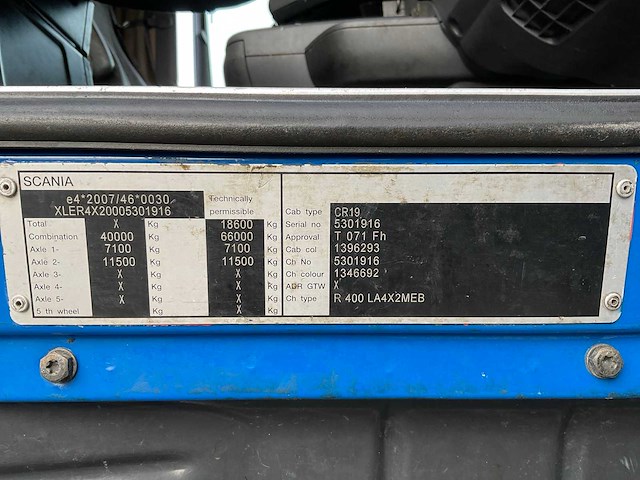 SCANIA
e4*2007/46*0030
XLER4X20005301916
Technically
permissible
Total X Kg 18600 Kg
Combination 40000 Kg 66000 Kg
Axle 1- 7100 Kg 7100 Kg
Axle 2- 11500 Kg 11500 Kg
Axle 3- X Kg X Kg
Axle 4- X Kg X Kg
Axle 5- X Kg X Kg
5 th wheel Kg X Kg
Cab type CR19
Serial no 5301916
Approval T 071 Fh
Cab col 1396293
Ch No 5301916
Ch colour 1346692
ADR GTW X
Ch type R 400 LA4X2MEB